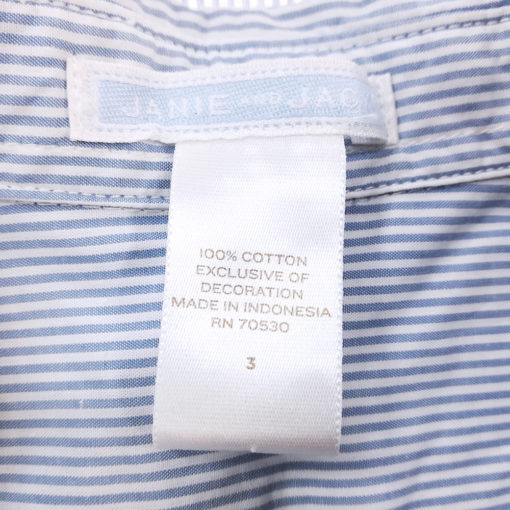 JANIE AND JACK
100% COTTON
EXCLUSIVE OF
DECORATION
MADE IN INDONESIA
RN 70530
3